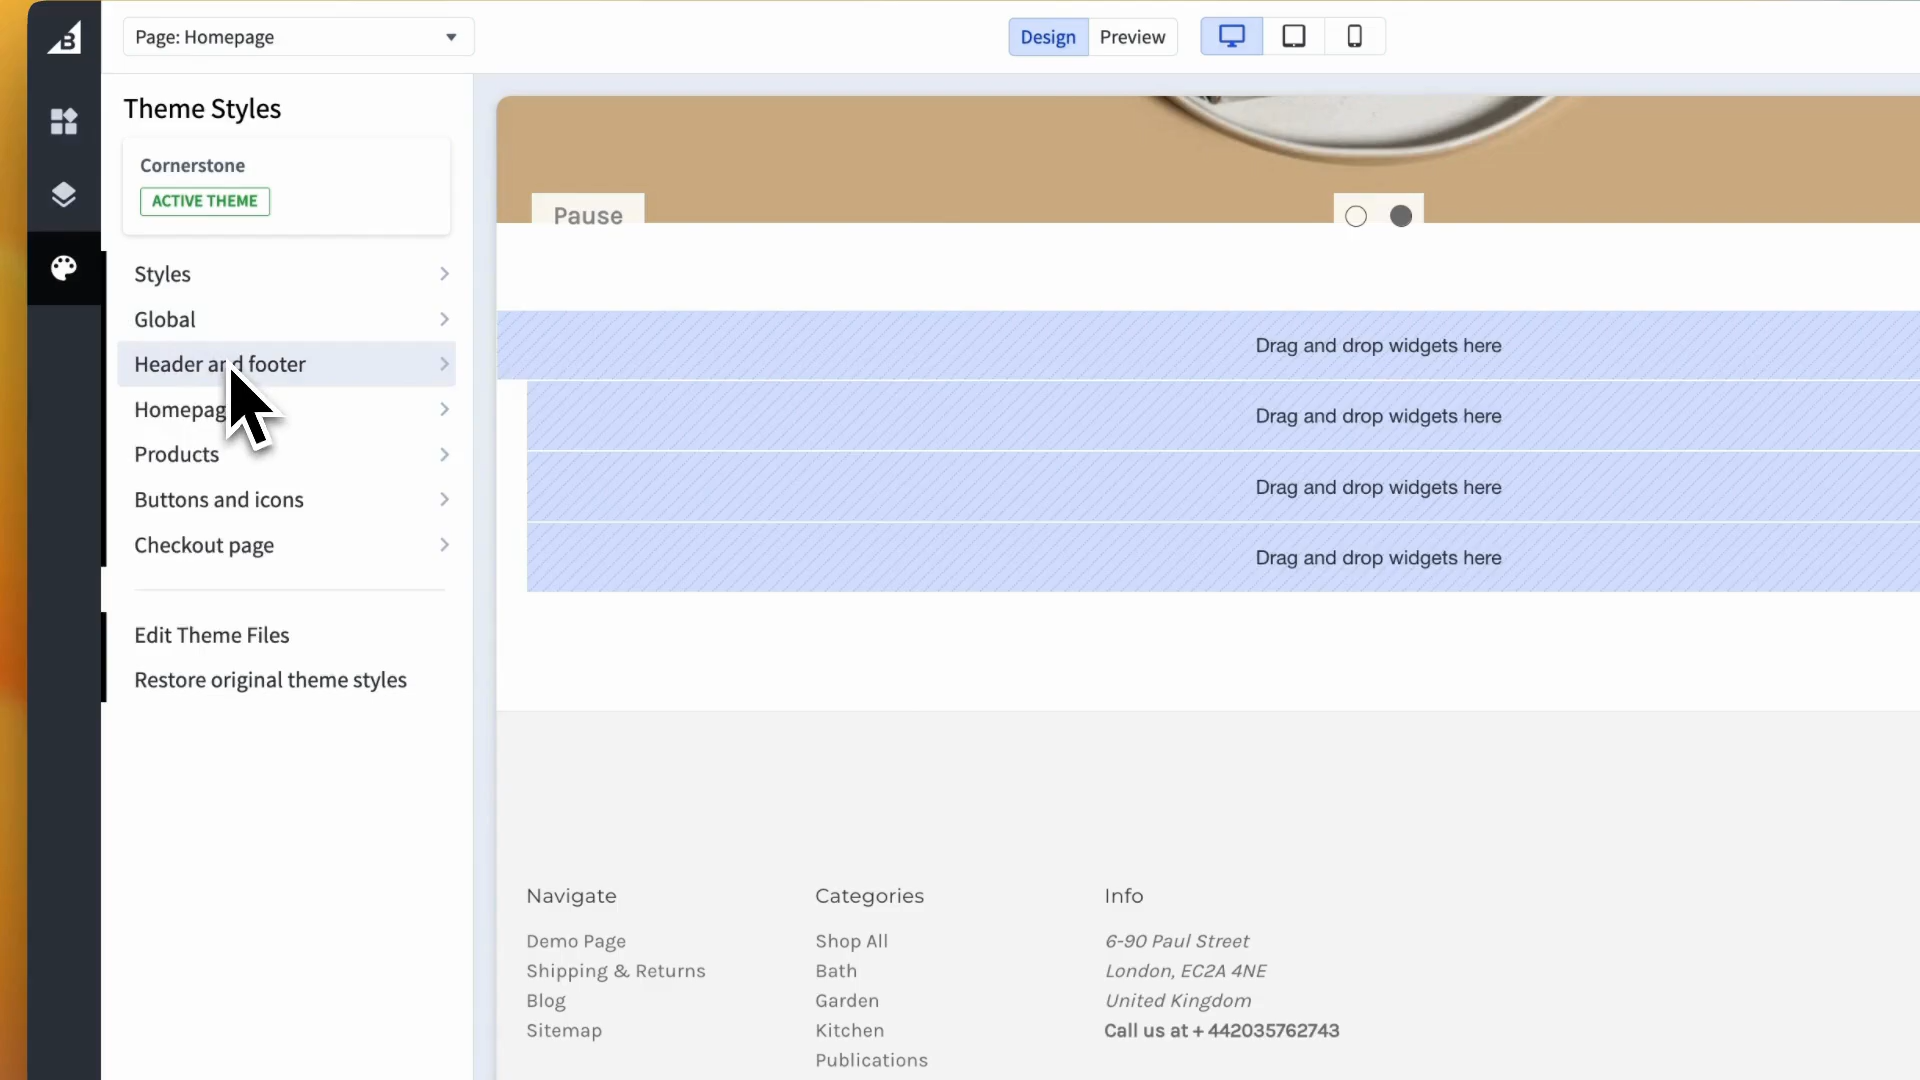 B
Page: Homepage
Design
Preview
Theme Styles
Cornerstone
ACTIVE THEME
Styles
Global
Header and footer
Homepag
Products
Buttons and icons
Checkout page
Edit Theme Files
Restore original theme styles
Pause
Drag and drop widgets here
Drag and drop widgets here
Drag and drop widgets here
Drag and drop widgets here
Navigate
Demo Page
Shipping & Returns
Blog
Sitemap
Categories
Shop All
Bath
Garden
Kitchen
Publications
Info
6-90 Paul Street
London, EC2A 4NE
United Kingdom
Call us at + 442035762743